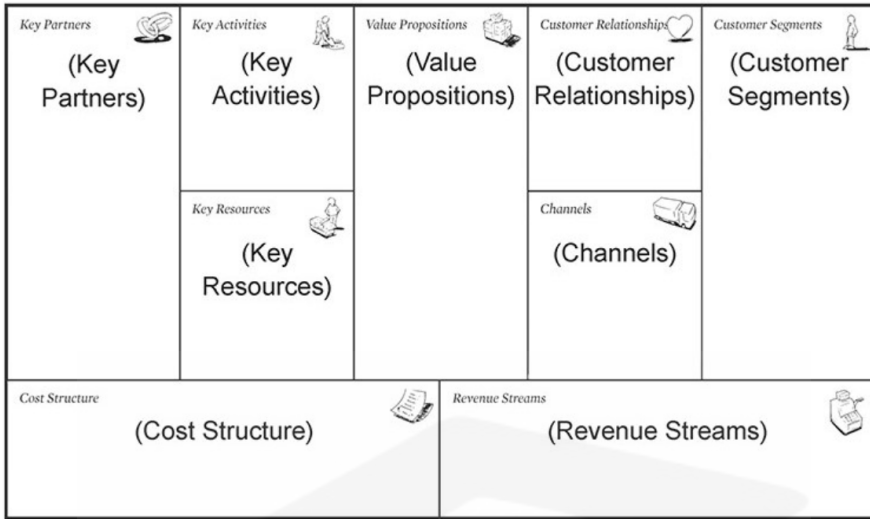 Key Partners
(Key
Partners)
Key Activities
(Key
Activities)
Key Resources
(Key
Resources)
Value Propositions
(Value
Propositions)
Customer Relationships
(Customer
Relationships)
Channels
(Channels)
Customer Segments
(Customer
Segments)
Cost Structure
(Cost Structure)
Revenue Streams
(Revenue Streams)